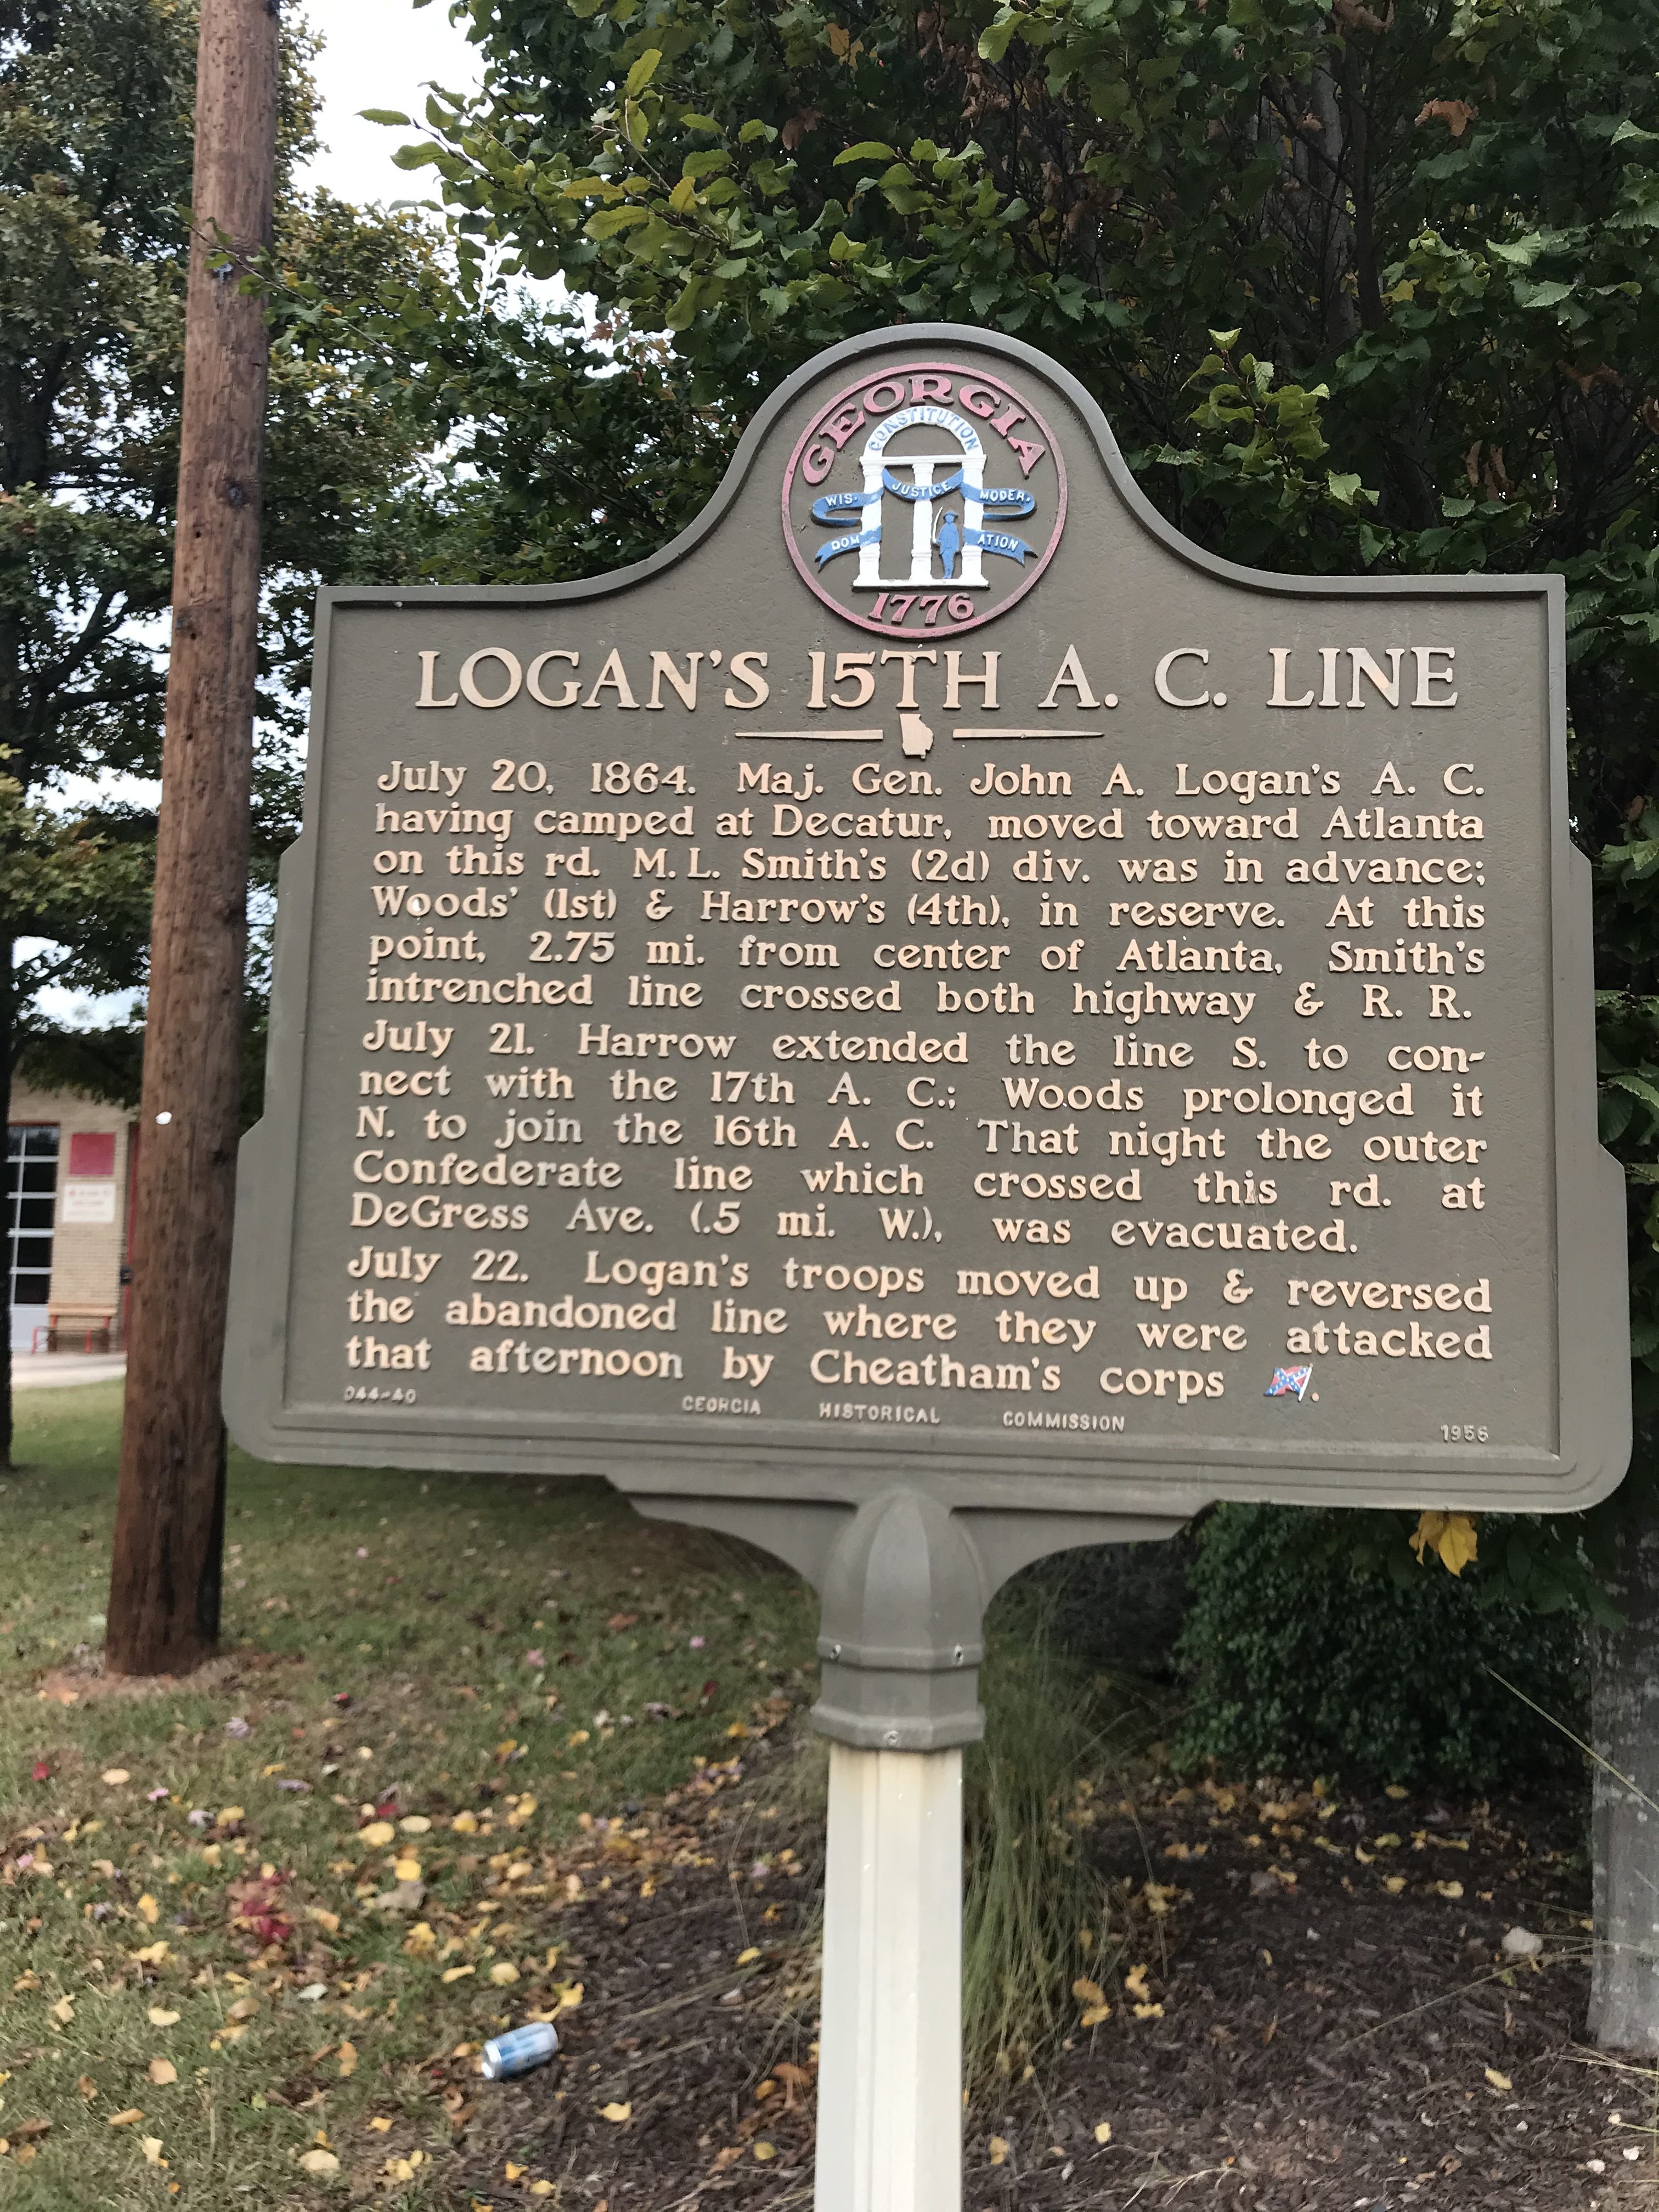 GEORGIA
CONSTITUTION
WIS- JUSTICE MODER-
DOM ATION
1776
LOGAN'S 15TH A. C. LINE
July 20, 1864. Maj. Gen. John A. Logan's A. C.
having camped at Decatur, moved toward Atlanta
on this rd. M. L. Smith's (2d) div. was in advance;
Woods' (1st) & Harrow's (4th), in reserve. At this
point, 2.75 mi. from center of Atlanta, Smith's
intrenched line crossed both highway & R. R.
July 21. Harrow extended the line S. to con-
nect with the 17th A. C.; Woods prolonged it
N. to join the 16th A. C. That night the outer
Confederate line which crossed this rd. at
DeGress Ave. (.5 mi. W.), was evacuated.
July 22. Logan's troops moved up & reversed
the abandoned line where they were attacked
that afternoon by Cheatham's corps .
044-40 GEORGIA HISTORICAL COMMISSION 1956